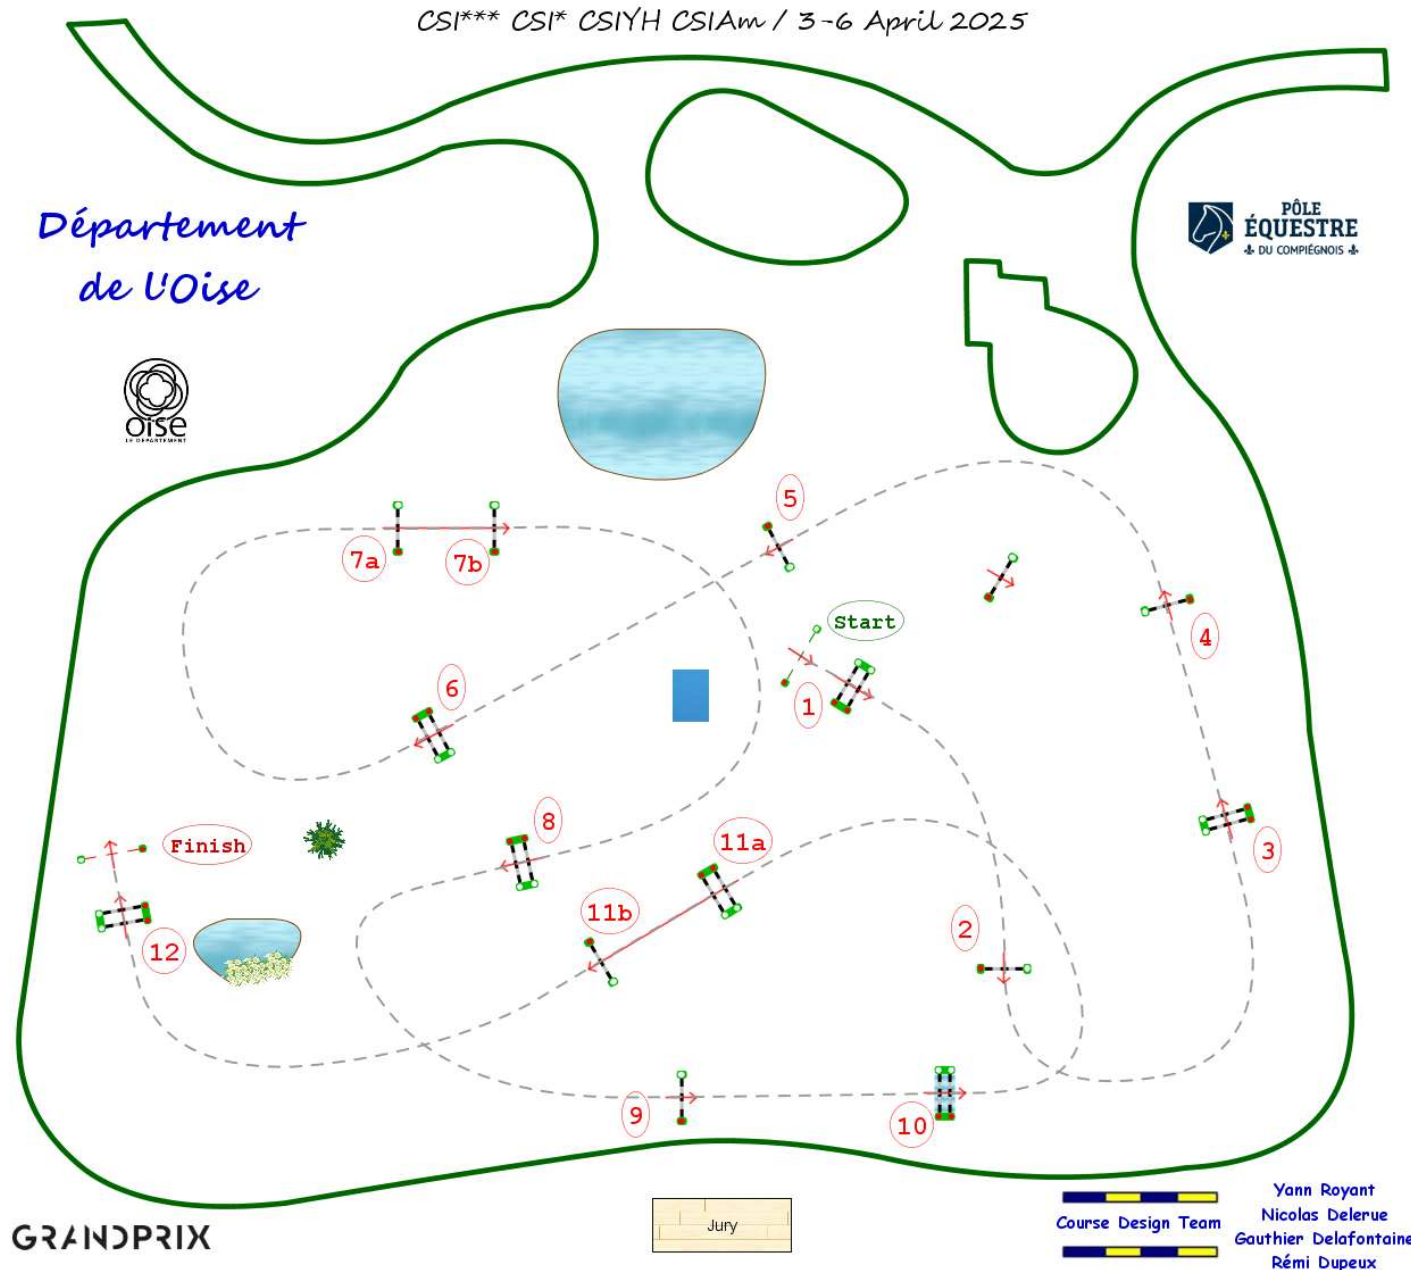 CSI*** CSI* CSIYH CSIAm / 3-6 April 2025
Département
de l'Oise
PÔLE
ÉQUESTRE
DU COMPIÉGNOIS
oise
LE DÉPARTEMENT
5
7a
7b
Start
4
6
1
8
11a
3
Finish
11b
2
12
9
10
Jury
GRANDPRIX
Course Design Team
Yann Royant
Nicolas Delerue
Gauthier Delafontaine
Rémi Dupeux